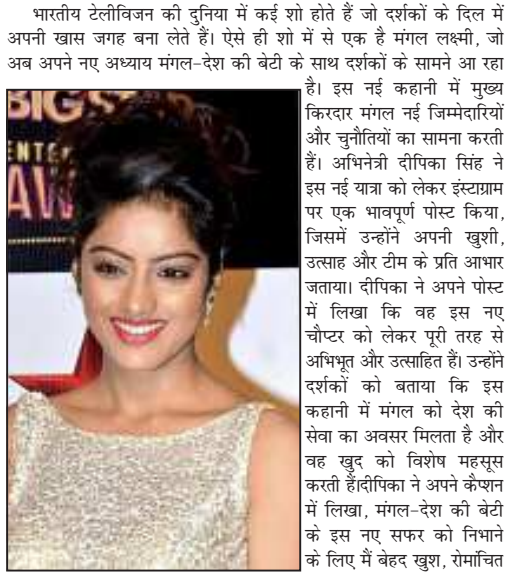 भारतीय टेलीविजन की दुनिया में कई शो होते हैं जो दर्शकों के दिल में
अपनी खास जगह बना लेते हैं। ऐसे ही शो में से एक है मंगल लक्ष्मी, जो
अब अपने नए अध्याय मंगल-देश की बेटी के साथ दर्शकों के सामने आ रहा
है। इस नई कहानी में मुख्य
किरदार मंगल नई जिम्मेदारियों
और चुनौतियों का सामना करती
हैं। अभिनेत्री दीपिका सिंह ने
इस नई यात्रा को लेकर इंस्टाग्राम
पर एक भावपूर्ण पोस्ट किया,
जिसमें उन्होंने अपनी खुशी,
उत्साह और टीम के प्रति आभार
जताया। दीपिका ने अपने पोस्ट
में लिखा कि वह इस नए
चौप्टर को लेकर पूरी तरह से
अभिभूत और उत्साहित हैं। उन्होंने
दर्शकों को बताया कि इस
कहानी में मंगल को देश की
सेवा का अवसर मिलता है और
वह खुद को विशेष महसूस
करती हैं।दीपिका ने अपने कैप्शन
में लिखा, मंगल-देश की बेटी
के इस नए सफर को निभाने
के लिए मैं बेहद खुश, रोमांचित
BIG
ENTE
AW